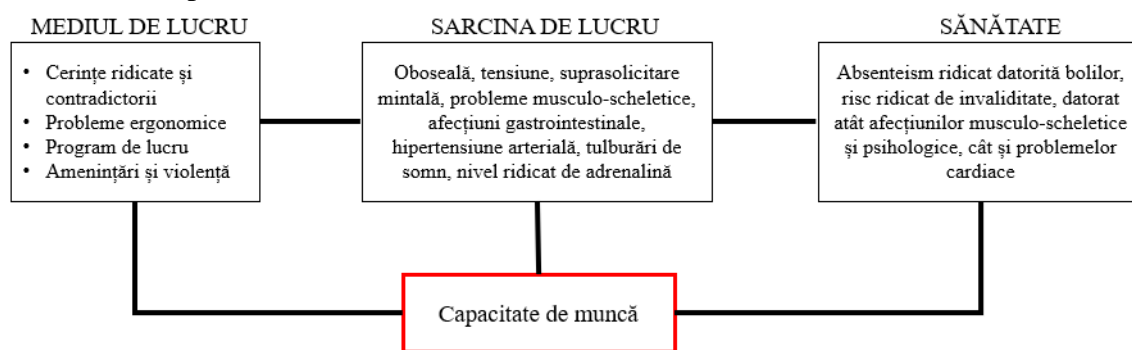 MEDIUL DE LUCRU
• Cerințe ridicate și
contradictorii
• Probleme ergonomice
• Program de lucru
• Amenințări și violență
SARCINA DE LUCRU
Oboseală, tensiune, suprasolicitare
mintală, probleme musculo-scheletice,
afecțiuni gastrointestinale,
hipertensiune arterială, tulburări de
somn, nivel ridicat de adrenalină
SĂNĂTATE
Absenteism ridicat datorită bolilor,
risc ridicat de invaliditate, datorat
atât afecțiunilor musculo-scheletice
și psihologice, cât și problemelor
cardiace
Capacitate de muncă